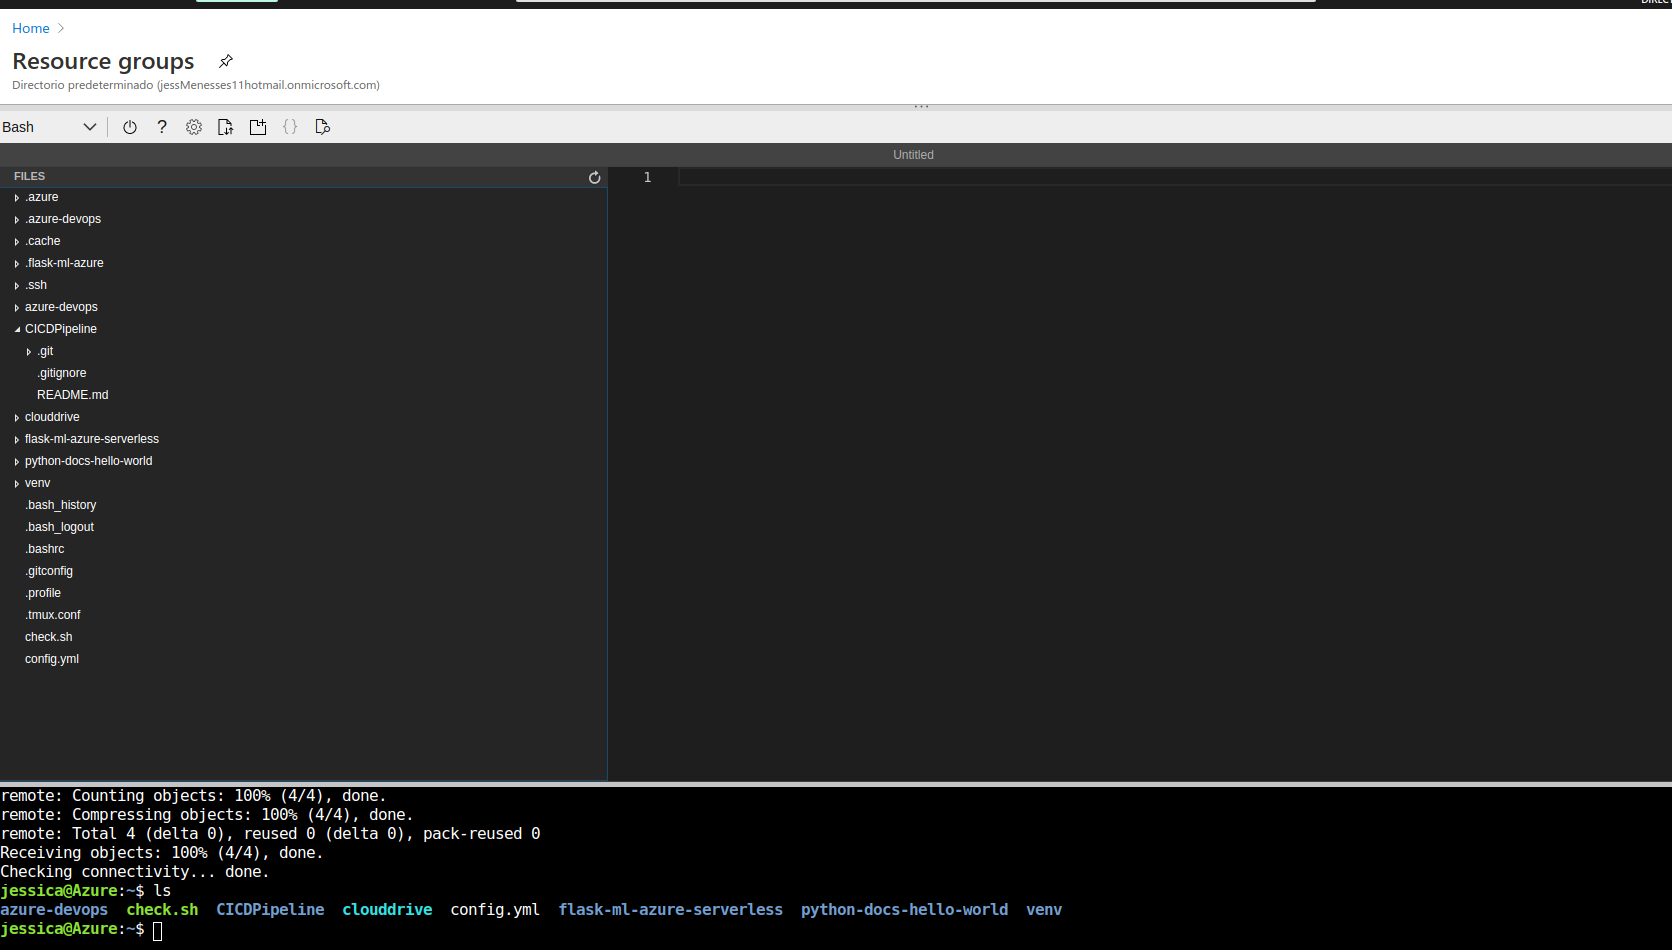 Home
Resource groups
Directorio predeterminado (jessMenesses11hotmail.onmicrosoft.com)
Bash
Untitled
FILES
1
.azure
.azure-devops
.cache
.flask-ml-azure
.ssh
azure-devops
CICDPipeline
.git
.gitignore
README.md
clouddrive
flask-ml-azure-serverless
python-docs-hello-world
venv
.bash_history
.bash_logout
.bashrc
.gitconfig
.profile
.tmux.conf
check.sh
config.yml
remote: Counting objects: 100% (4/4), done.
remote: Compressing objects: 100% (4/4), done.
remote: Total 4 (delta 0), reused 0 (delta 0), pack-reused 0
Receiving objects: 100% (4/4), done.
Checking connectivity... done.
jessica@Azure:~$ ls
azure-devops check.sh CICDPipeline clouddrive config.yml flask-ml-azure-serverless python-docs-hello-world venv
jessica@Azure:~$